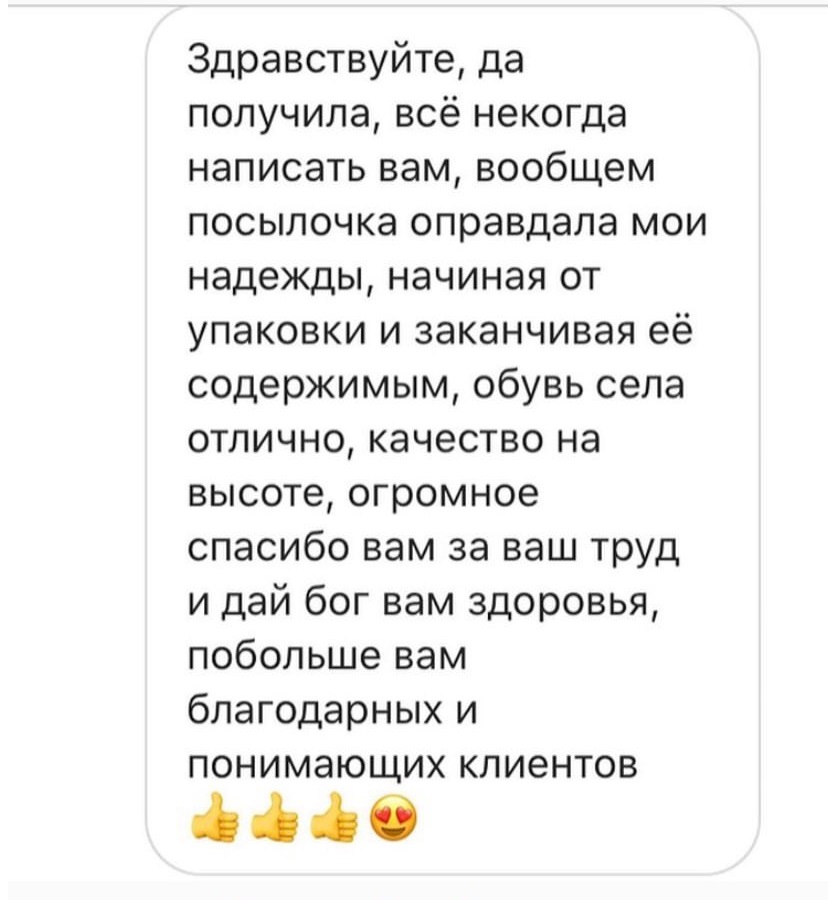 Здравствуйте, да
получила, всё некогда
написать вам, вообщем
посылочка оправдала мои
надежды, начиная от
упаковки и заканчивая её
содержимым, обувь села
отлично, качество на
высоте, огромное
спасибо вам за ваш труд
и дай бог вам здоровья,
побольше вам
благодарных и
понимающих клиентов
👍👍👍😍